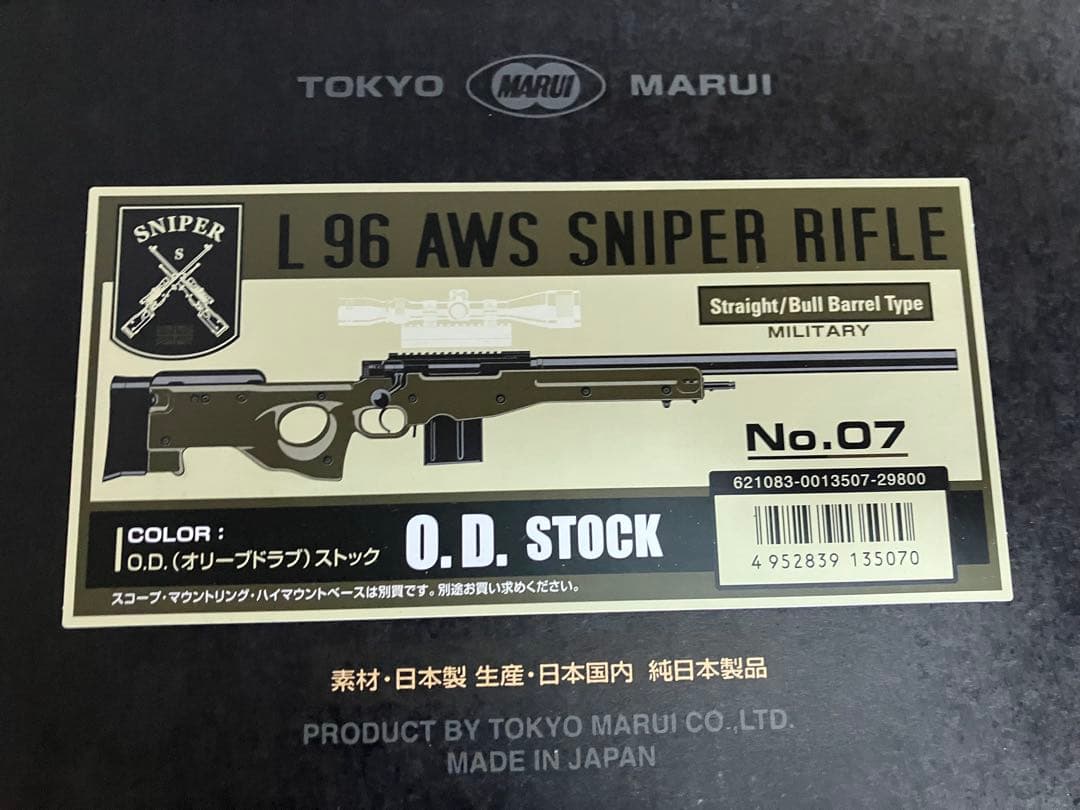 TOKYO MARUI MARUI
SNIPER
S
L96 AWS SNIPER RIFLE
Straight/Bull Barrel Type
MILITARY
No.07
621083-0013507-29800
4 952839 135070
COLOR:
O.D.(オリーブドラブ)ストック
O.D. STOCK
スコープ・マウントリング・ハイマウントベースは別買です。別途お買い求めください。
素材・日本製 生産・日本国内 純日本製品
PRODUCT BY TOKYO MARUI CO.,LTD.
MADE IN JAPAN